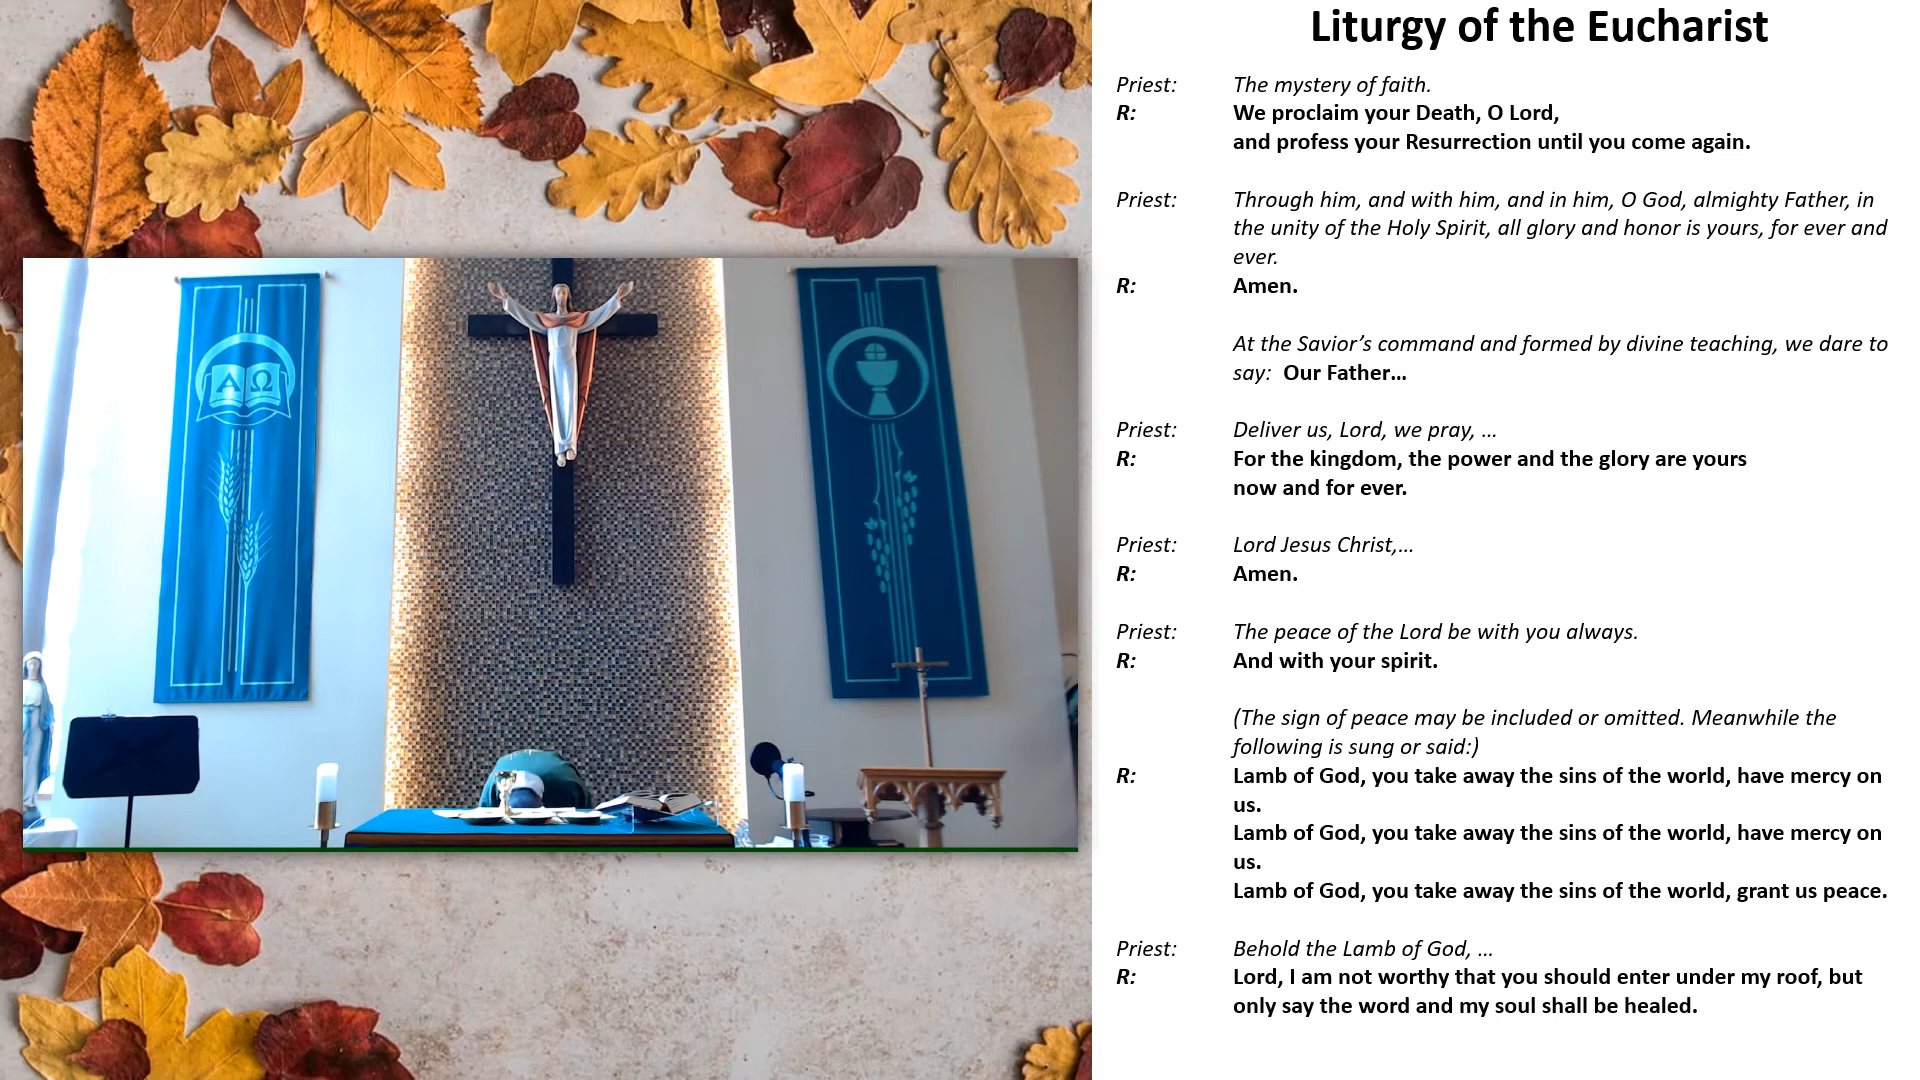 Liturgy of the Eucharist
Priest: The mystery of faith.
R: We proclaim your Death, O Lord,
and profess your Resurrection until you come again.
Priest: Through him, and with him, and in him, O God, almighty Father, in
the unity of the Holy Spirit, all glory and honor is yours, for ever and
ever.
R: Amen.
At the Savior’s command and formed by divine teaching, we dare to
say: Our Father…
Priest: Deliver us, Lord, we pray, …
R: For the kingdom, the power and the glory are yours
now and for ever.
Priest: Lord Jesus Christ,…
R: Amen.
Priest: The peace of the Lord be with you always.
R: And with your spirit.
(The sign of peace may be included or omitted. Meanwhile the
following is sung or said:)
R: Lamb of God, you take away the sins of the world, have mercy on
us.
Lamb of God, you take away the sins of the world, have mercy on
us.
Lamb of God, you take away the sins of the world, grant us peace.
Priest: Behold the Lamb of God, …
R: Lord, I am not worthy that you should enter under my roof, but
only say the word and my soul shall be healed.
Α Ω